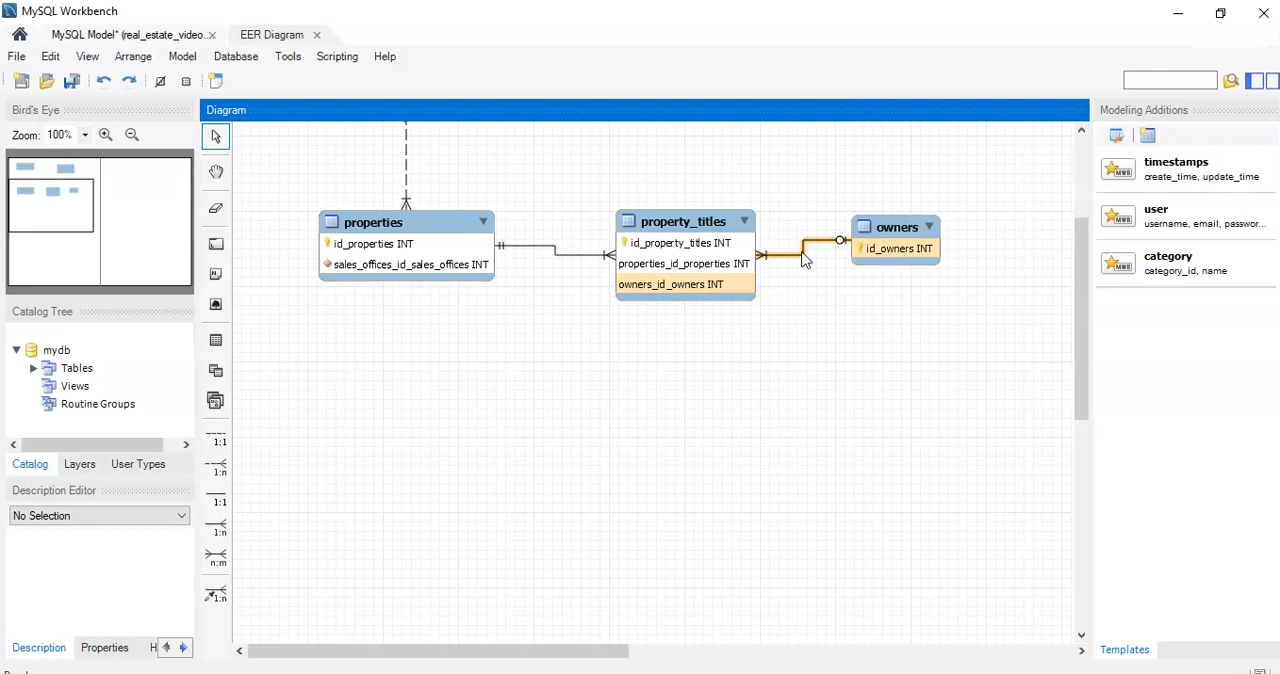 MySQL Workbench
MySQL Model* (real_estate_video..x
EER Diagram x
File Edit View Arrange Model Database Tools Scripting Help
Bird's Eye
Zoom: 100%
Diagram
Modeling Additions
timestamps
create_time, update_time
user
username, email, passwor...
category
category_id, name
properties
id_properties INT
sales_offices_id_sales_offices INT
property_titles
id_property_titles INT
properties_id_properties INT
owners_id_owners INT
owners
id_owners INT
Catalog Tree
mydb
Tables
Views
Routine Groups
Catalog Layers User Types
Description Editor
No Selection
1:1
1:n
1:1
1:n
n:m
1:n
Description Properties H
Templates